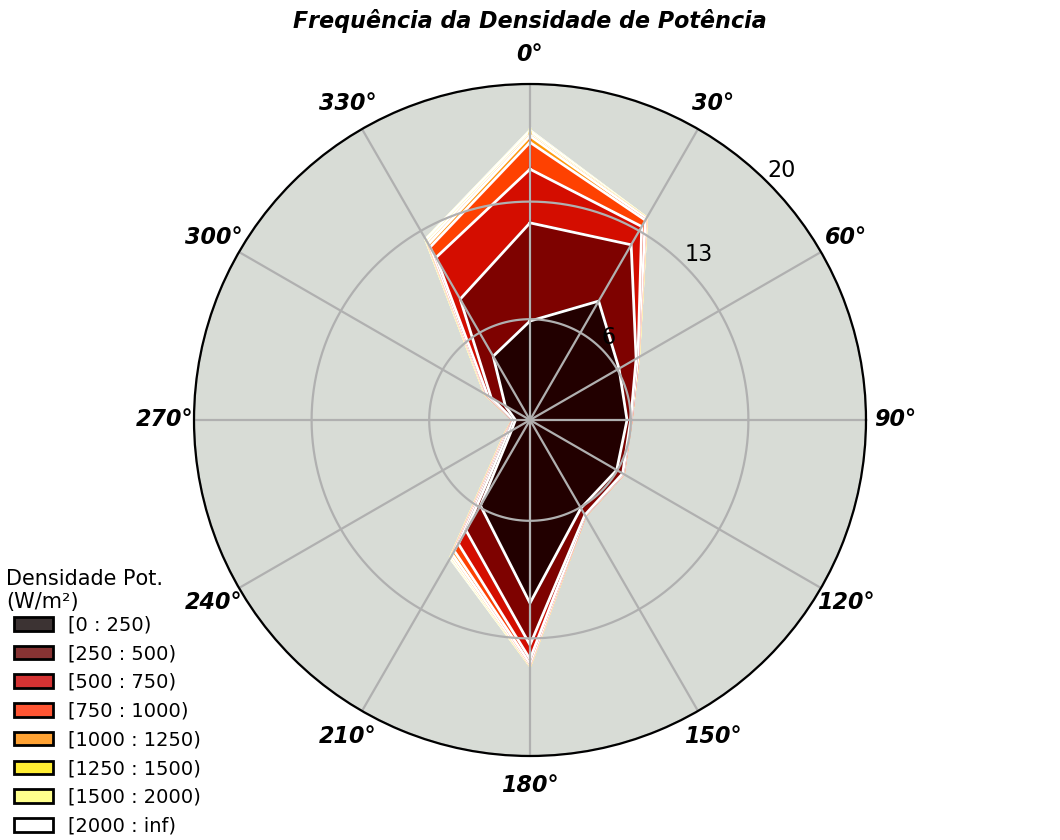 Frequência da Densidade de Potência
0°
330°
30°
20
300°
60°
13
6
270°
90°
Densidade Pot.
(W/m²)
240°
120°
[0 : 250)
[250 : 500)
[500 : 750)
[750 : 1000)
[1000 : 1250)
[1250 : 1500)
[1500 : 2000)
[2000 : inf)
210°
150°
180°